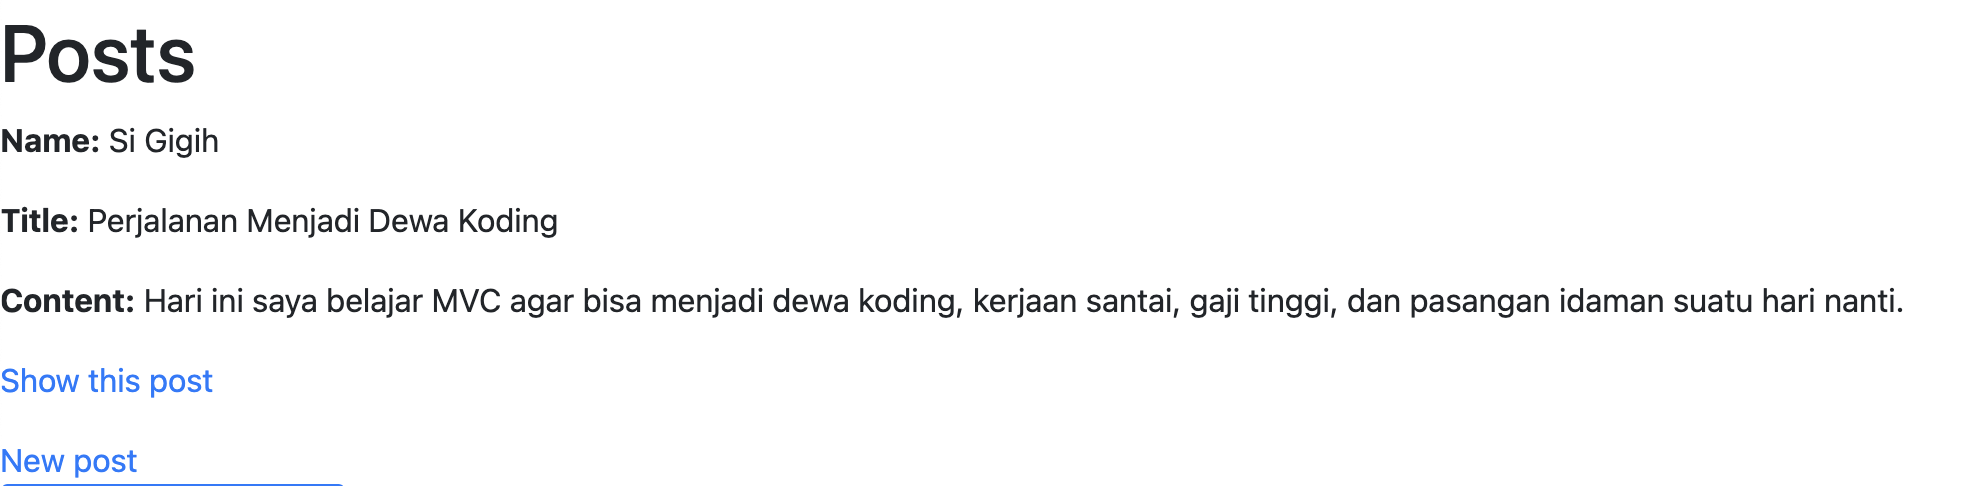 Posts
Name: Si Gigih
Title: Perjalanan Menjadi Dewa Koding
Content: Hari ini saya belajar MVC agar bisa menjadi dewa koding, kerjaan santai, gaji tinggi, dan pasangan idaman suatu hari nanti.
Show this post
New post